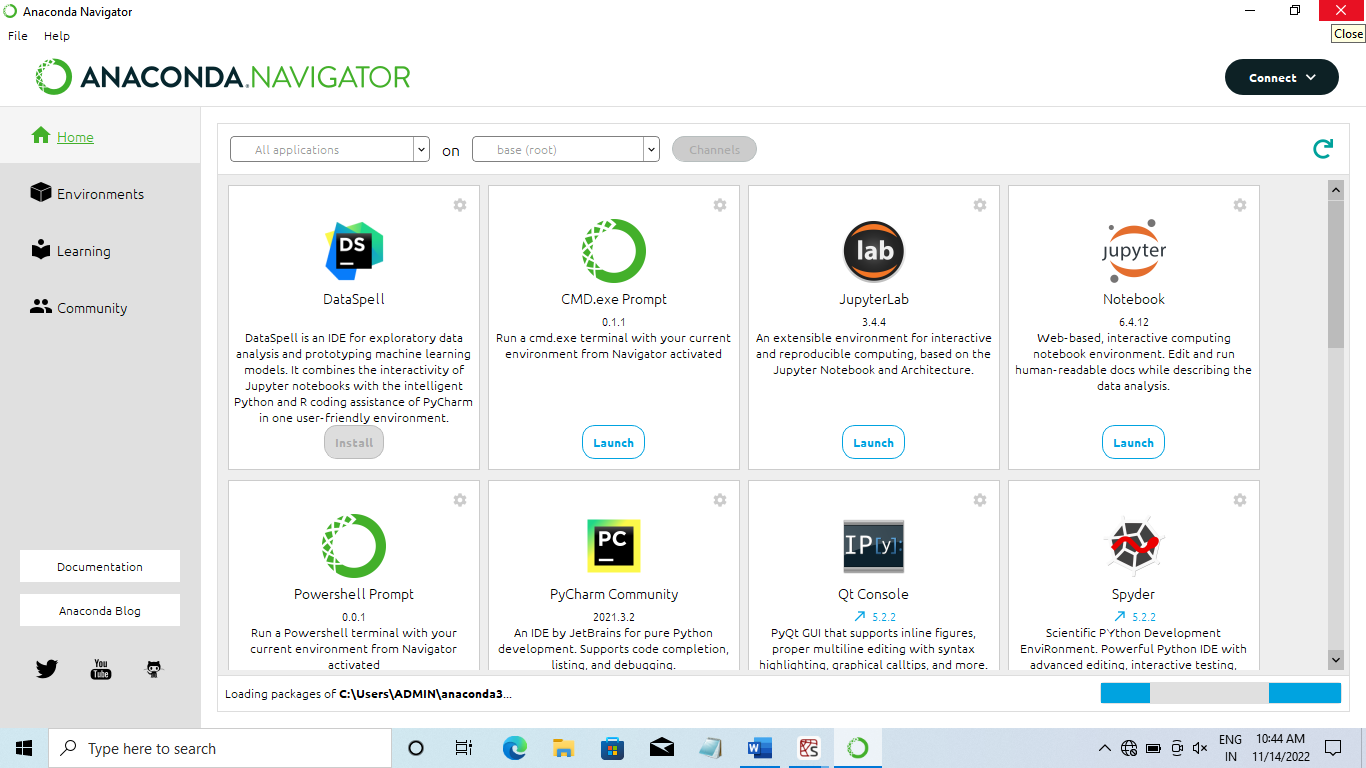 Anaconda Navigator
Close
File Help
ANACONDA.NAVIGATOR
Connect
Home
Environments
Learning
Community
Documentation
Anaconda Blog
You
Tube
All applications
on
base (root)
Channels
DS
DataSpell
DataSpell is an IDE for exploratory data
analysis and prototyping machine learning
models. It combines the interactivity of
Jupyter notebooks with the intelligent
Python and R coding assistance of PyCharm
in one user-friendly environment.
Install
CMD.exe Prompt
0.1.1
Run a cmd.exe terminal with your current
environment from Navigator activated
Launch
lab
JupyterLab
3.4.4
An extensible environment for interactive
and reproducible computing, based on the
Jupyter Notebook and Architecture.
Launch
jupyter
Notebook
6.4.12
Web-based, interactive computing
notebook environment. Edit and run
human-readable docs while describing the
data analysis.
Launch
Powershell Prompt
0.0.1
Run a Powershell terminal with your
current environment from Navigator
activated
PC
PyCharm Community
2021.3.2
An IDE by JetBrains for pure Python
development. Supports code completion,
listing, and debugging.
IP[y]:
Qt Console
5.2.2
PyQt GUI that supports inline figures,
proper multiline editing with syntax
highlighting, graphical calltips, and more.
Spyder
5.2.2
Scientific PYthon Development
EnviRonment. Powerful Python IDE with
advanced editing, interactive testing,
Loading packages of C:\Users\ADMIN\anaconda3...
Type here to search
W
ENG
IN
10:44 AM
11/14/2022